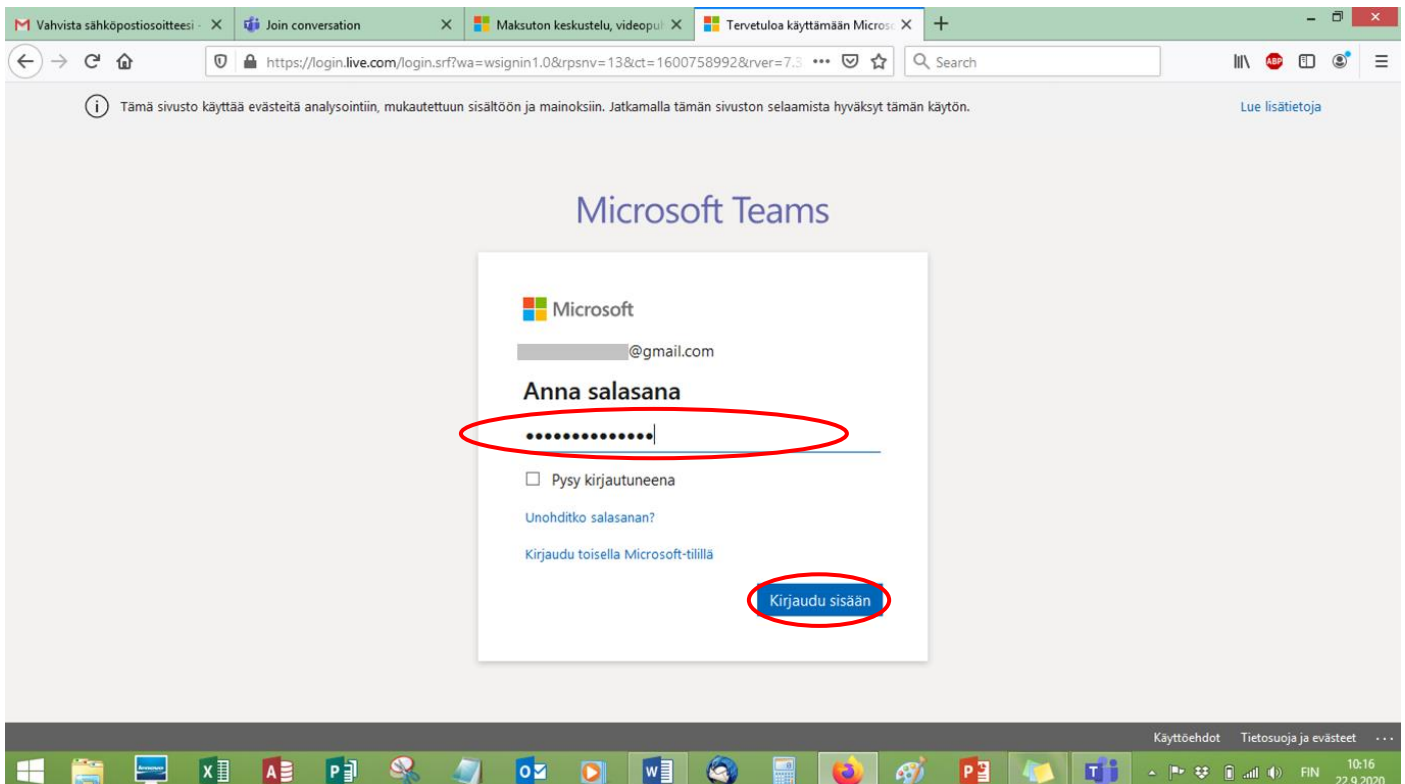 Vahvista sähköpostiosoitteesi -
Join conversation
Maksuton keskustelu, videopul
Tervetuloa käyttämään Microso
https://login.live.com/login.srf?wa=wsignin1.0&rpsnv=13&ct=1600758992&rver=7.3
Search
ABP
Tämä sivusto käyttää evästeitä analysointiin, mukautettuun sisältöön ja mainoksiin. Jatkamalla tämän sivuston selaamista hyväksyt tämän käytön.
Lue lisätietoja
Microsoft Teams
Microsoft
@gmail.com
Anna salasana
••••••••••••••
Pysy kirjautuneena
Unohditko salasanan?
Kirjaudu toisella Microsoft-tilillä
Kirjaudu sisään
Käyttöehdot Tietosuoja ja evästeet ...
FIN
10:16
22.9.2020